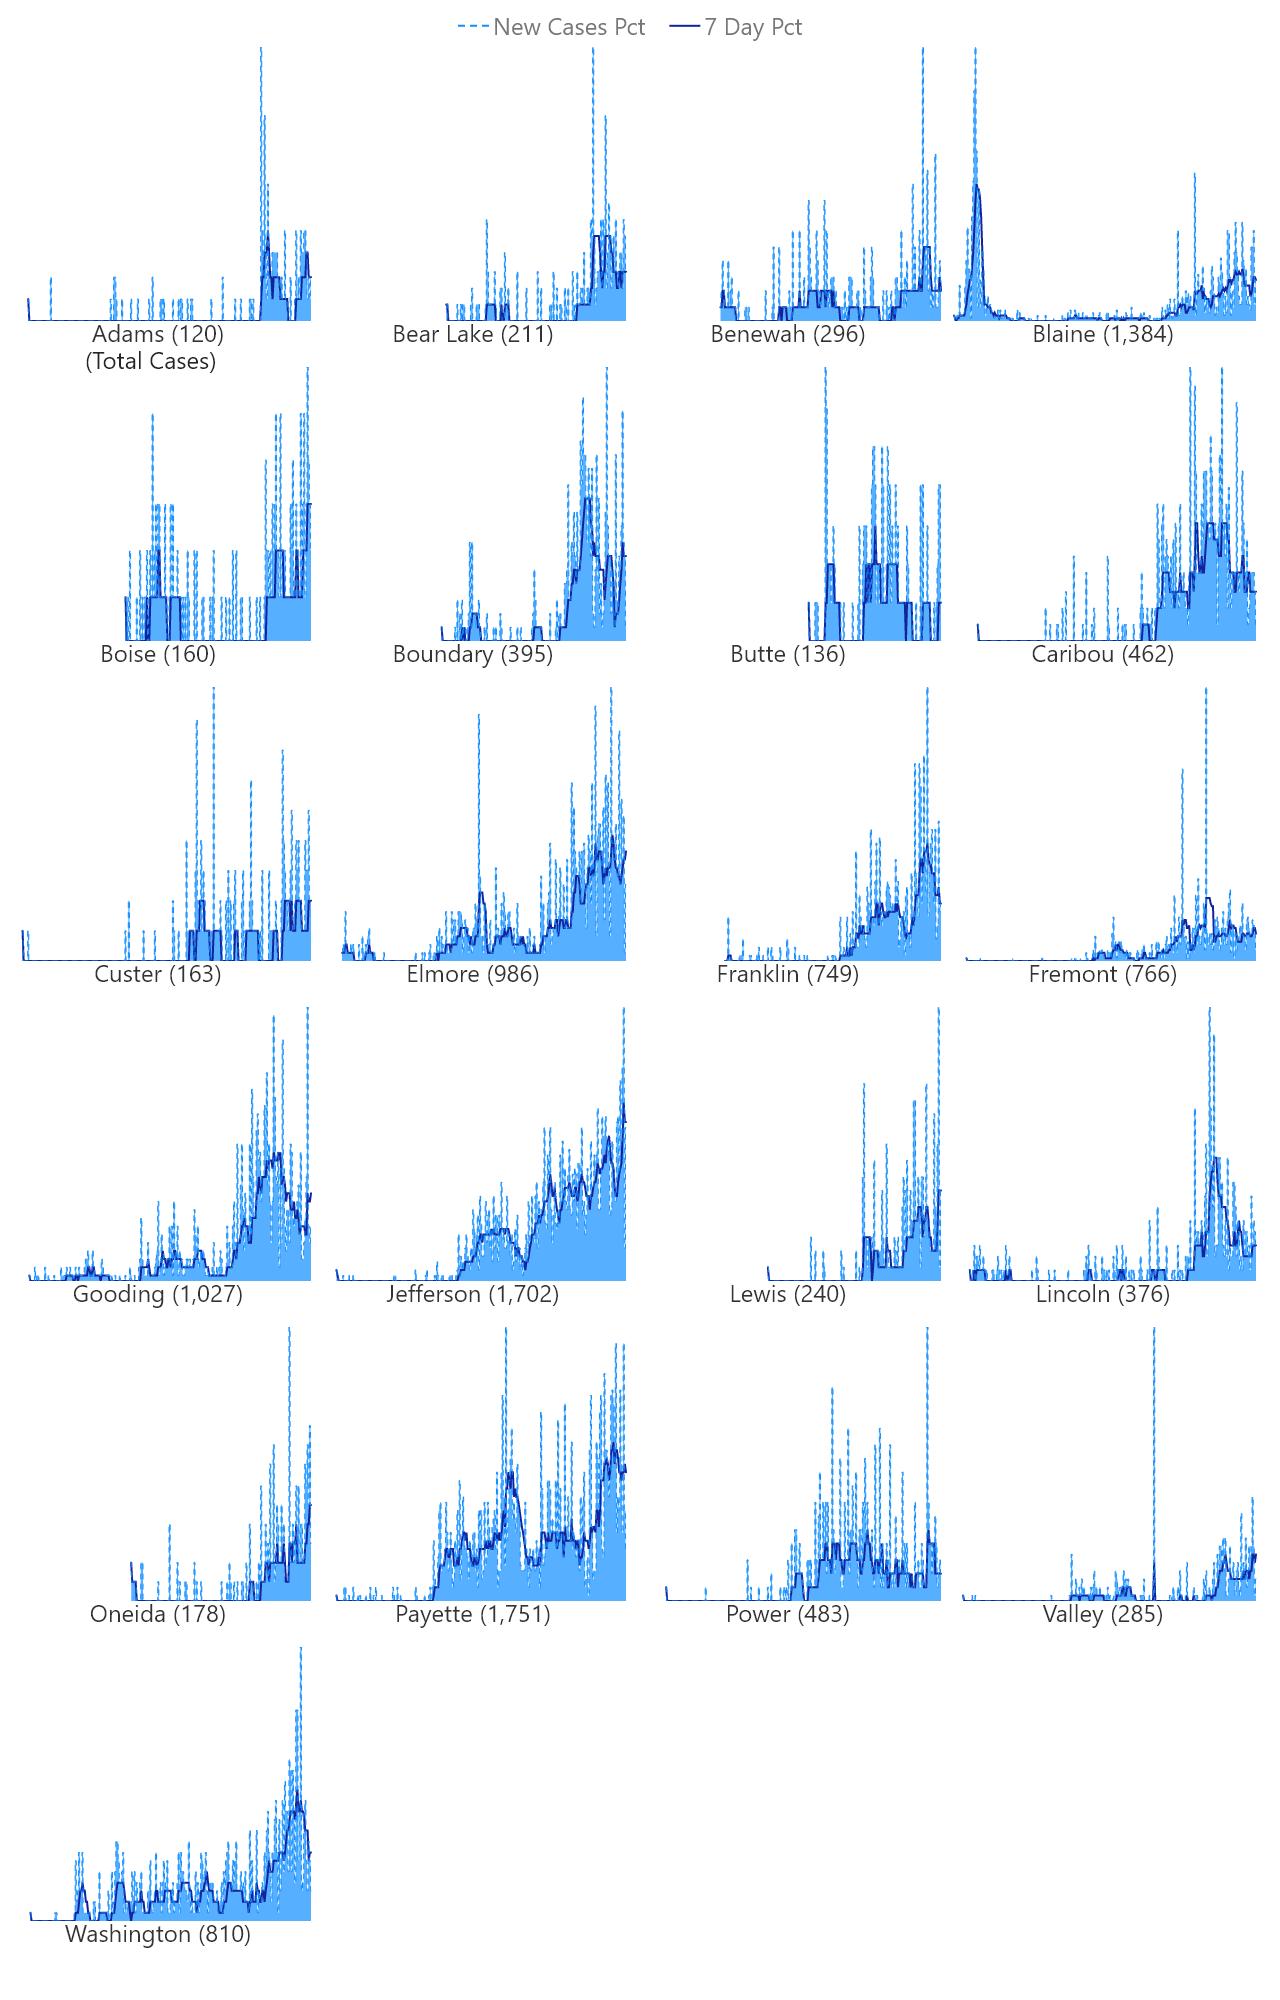 New Cases Pct 7 Day Pct
Adams (120)
(Total Cases)
Bear Lake (211)
Benewah (296)
Blaine (1,384)
Boise (160)
Boundary (395)
Butte (136)
Caribou (462)
Custer (163)
Elmore (986)
Franklin (749)
Fremont (766)
Gooding (1,027)
Jefferson (1,702)
Lewis (240)
Lincoln (376)
Oneida (178)
Payette (1,751)
Power (483)
Valley (285)
Washington (810)